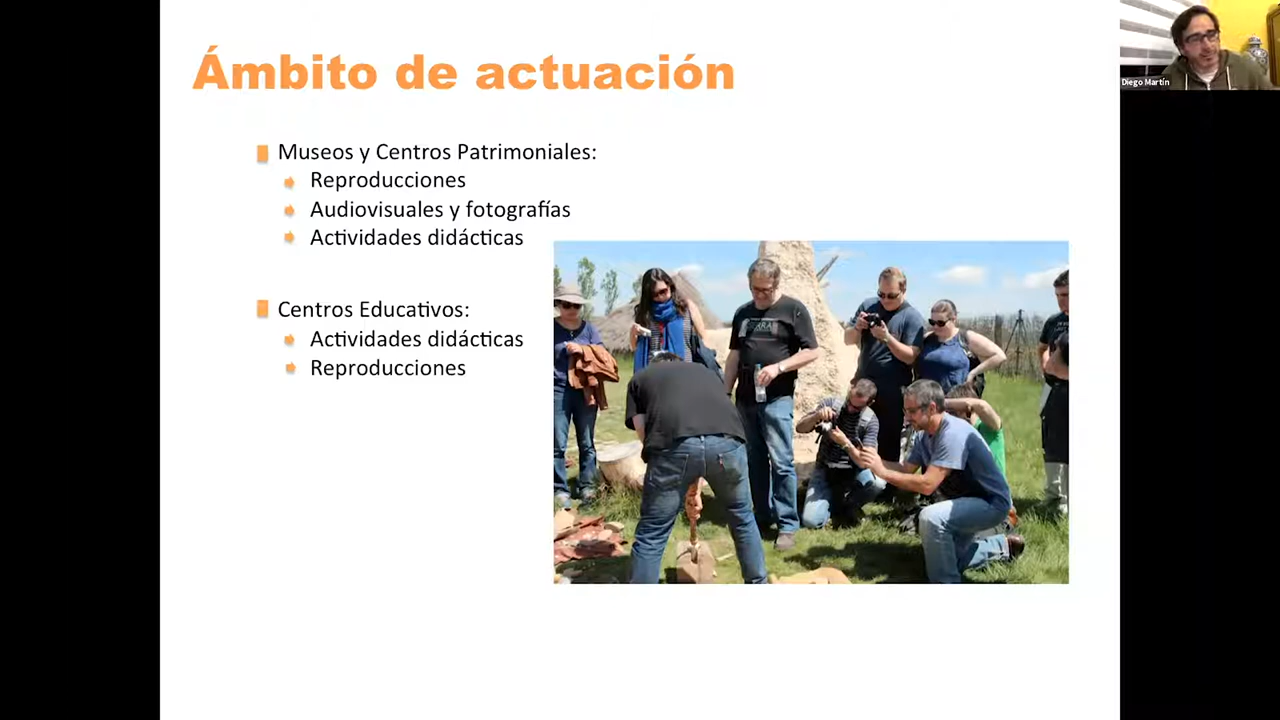 Ámbito de actuación
Museos y Centros Patrimoniales:
Reproducciones
Audiovisuales y fotografías
Actividades didácticas
Centros Educativos:
Actividades didácticas
Reproducciones
Diego Martín